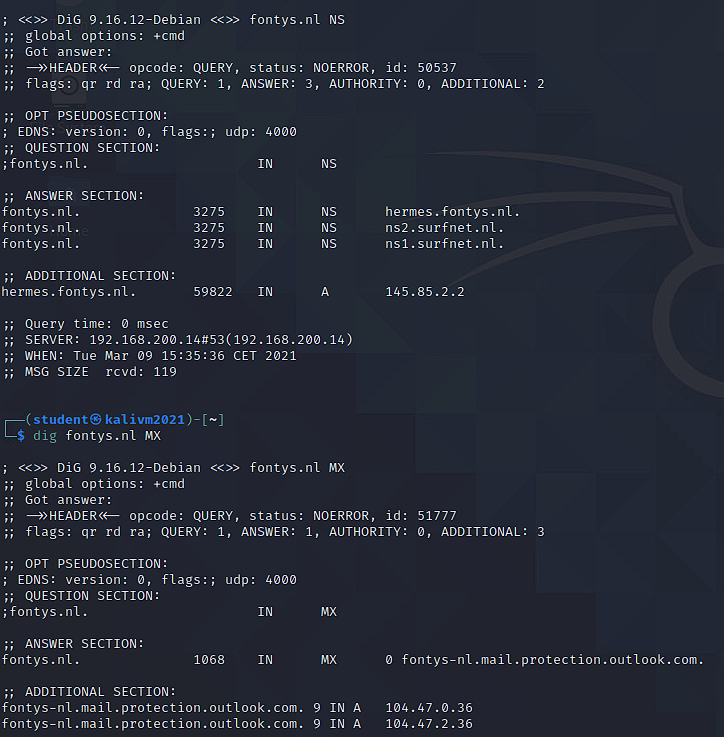 ; <<>> DiG 9.16.12-Debian <<>> fontys.nl NS
;; global options: +cmd
;; Got answer:
;; ->>HEADER<<- opcode: QUERY, status: NOERROR, id: 50537
;; flags: qr rd ra; QUERY: 1, ANSWER: 3, AUTHORITY: 0, ADDITIONAL: 2

;; OPT PSEUDOSECTION:
; EDNS: version: 0, flags:; udp: 4000
;; QUESTION SECTION:
;fontys.nl. IN NS

;; ANSWER SECTION:
fontys.nl. 3275 IN NS hermes.fontys.nl.
fontys.nl. 3275 IN NS ns2.surfnet.nl.
fontys.nl. 3275 IN NS ns1.surfnet.nl.

;; ADDITIONAL SECTION:
hermes.fontys.nl. 59822 IN A 145.85.2.2

;; Query time: 0 msec
;; SERVER: 192.168.200.14#53(192.168.200.14)
;; WHEN: Tue Mar 09 15:35:36 CET 2021
;; MSG SIZE rcvd: 119

┌──(student㉿kalivm2021)-[~]
└─$ dig fontys.nl MX

; <<>> DiG 9.16.12-Debian <<>> fontys.nl MX
;; global options: +cmd
;; Got answer:
;; ->>HEADER<<- opcode: QUERY, status: NOERROR, id: 51777
;; flags: qr rd ra; QUERY: 1, ANSWER: 1, AUTHORITY: 0, ADDITIONAL: 3

;; OPT PSEUDOSECTION:
; EDNS: version: 0, flags:; udp: 4000
;; QUESTION SECTION:
;fontys.nl. IN MX

;; ANSWER SECTION:
fontys.nl. 1068 IN MX 0 fontys-nl.mail.protection.outlook.com.

;; ADDITIONAL SECTION:
fontys-nl.mail.protection.outlook.com. 9 IN A 104.47.0.36
fontys-nl.mail.protection.outlook.com. 9 IN A 104.47.2.36